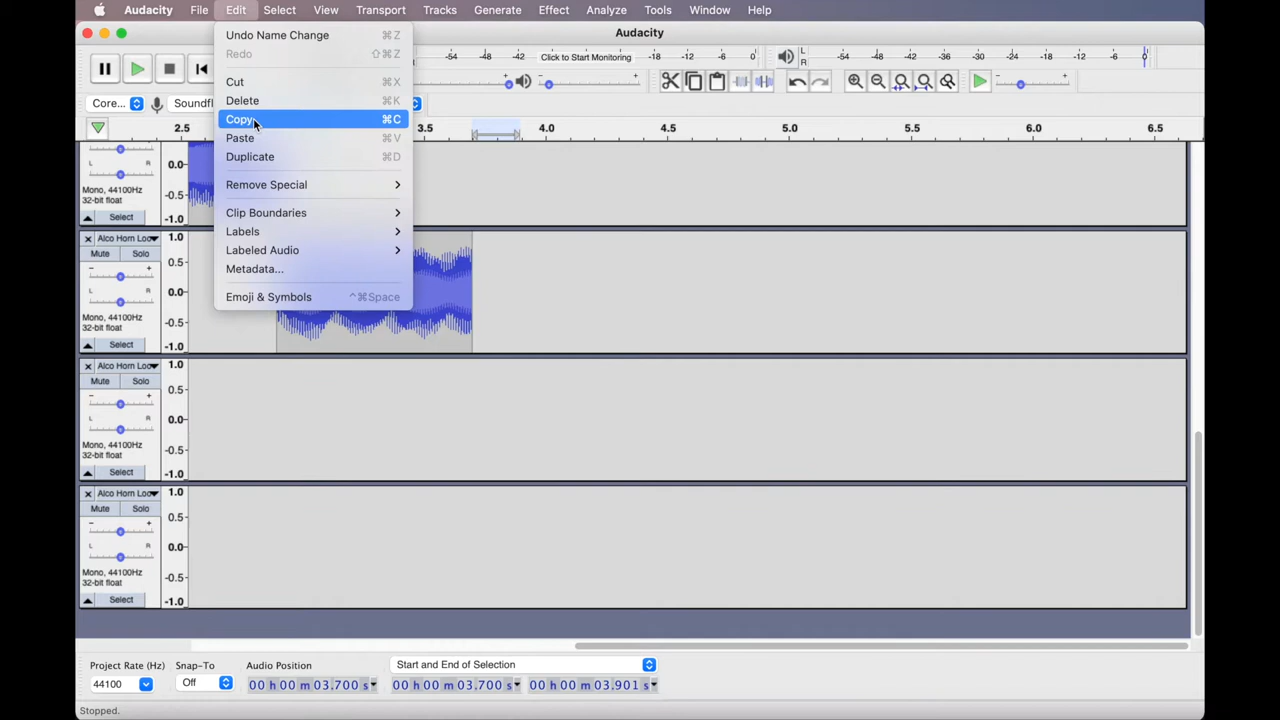 Audacity File Edit Select View Transport Tracks Generate Effect Analyze Tools Window Help
Audacity
Undo Name Change ⌘Z
Redo ⇧⌘Z
Cut ⌘X
Delete ⌘K
Copy ⌘C
Paste ⌘V
Duplicate ⌘D
Remove Special
Clip Boundaries
Labels
Labeled Audio
Metadata...
Emoji & Symbols ^⌘Space
-54 -48 -42 Click to Start Monitoring -18 -12 -6 0
L R -54 -48 -42 -36 -30 -24 -18 -12 -6 0
Core... Soundfl
2.5 3.5 4.0 4.5 5.0 5.5 6.0 6.5
L R
0.0
Mono, 44100Hz
32-bit float
-0.5
Select
-1.0
Alco Horn Loo
1.0
Mute Solo
0.5
- +
L R
0.0
Mono, 44100Hz
32-bit float
-0.5
Select
-1.0
Alco Horn Loo
1.0
Mute Solo
0.5
- +
L R
0.0
Mono, 44100Hz
32-bit float
-0.5
Select
-1.0
Alco Horn Loo
1.0
Mute Solo
0.5
- +
L R
0.0
Mono, 44100Hz
32-bit float
-0.5
Select
-1.0
Project Rate (Hz) Snap-To Audio Position Start and End of Selection
44100 Off 00 h 00 m 03.700 s 00 h 00 m 03.700 s 00 h 00 m 03.901 s
Stopped.